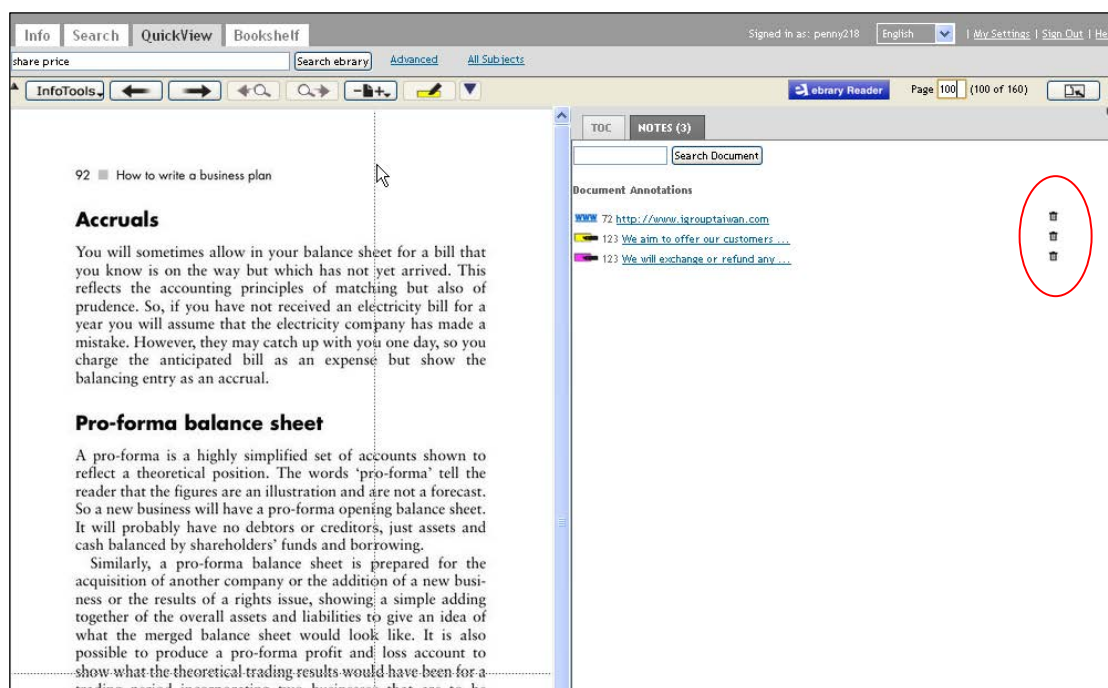 Info Search QuickView Bookshelf Signed in as: penny218 English | My Settings | Sign Out | He
share price Search ebrary Advanced All Subjects
InfoTools ebrary Reader Page 100 (100 of 160)
TOC NOTES (3)
Search Document
Document Annotations
WWW 72 http://www.igrouptaiwan.com
123 We aim to offer our customers ...
123 We will exchange or refund any ...
92 How to write a business plan
Accruals
You will sometimes allow in your balance sheet for a bill that
you know is on the way but which has not yet arrived. This
reflects the accounting principles of matching but also of
prudence. So, if you have not received an electricity bill for a
year you will assume that the electricity company has made a
mistake. However, they may catch up with you one day, so you
charge the anticipated bill as an expense but show the
balancing entry as an accrual.
Pro-forma balance sheet
A pro-forma is a highly simplified set of accounts shown to
reflect a theoretical position. The words ‘pro-forma’ tell the
reader that the figures are an illustration and are not a forecast.
So a new business will have a pro-forma opening balance sheet.
It will probably have no debtors or creditors, just assets and
cash balanced by shareholders’ funds and borrowing.
Similarly, a pro-forma balance sheet is prepared for the
acquisition of another company or the addition of a new busi-
ness or the results of a rights issue, showing a simple adding
together of the overall assets and liabilities to give an idea of
what the merged balance sheet would look like. It is also
possible to produce a pro-forma profit and loss account to
show what the theoretical trading results would have been for a
trading period incorporating two businesses that are to be